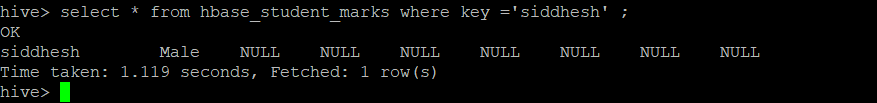 hive> select * from hbase_student_marks where key ='siddhesh' ;
OK
siddhesh Male NULL NULL NULL NULL NULL NULL NULL
Time taken: 1.119 seconds, Fetched: 1 row(s)
hive>